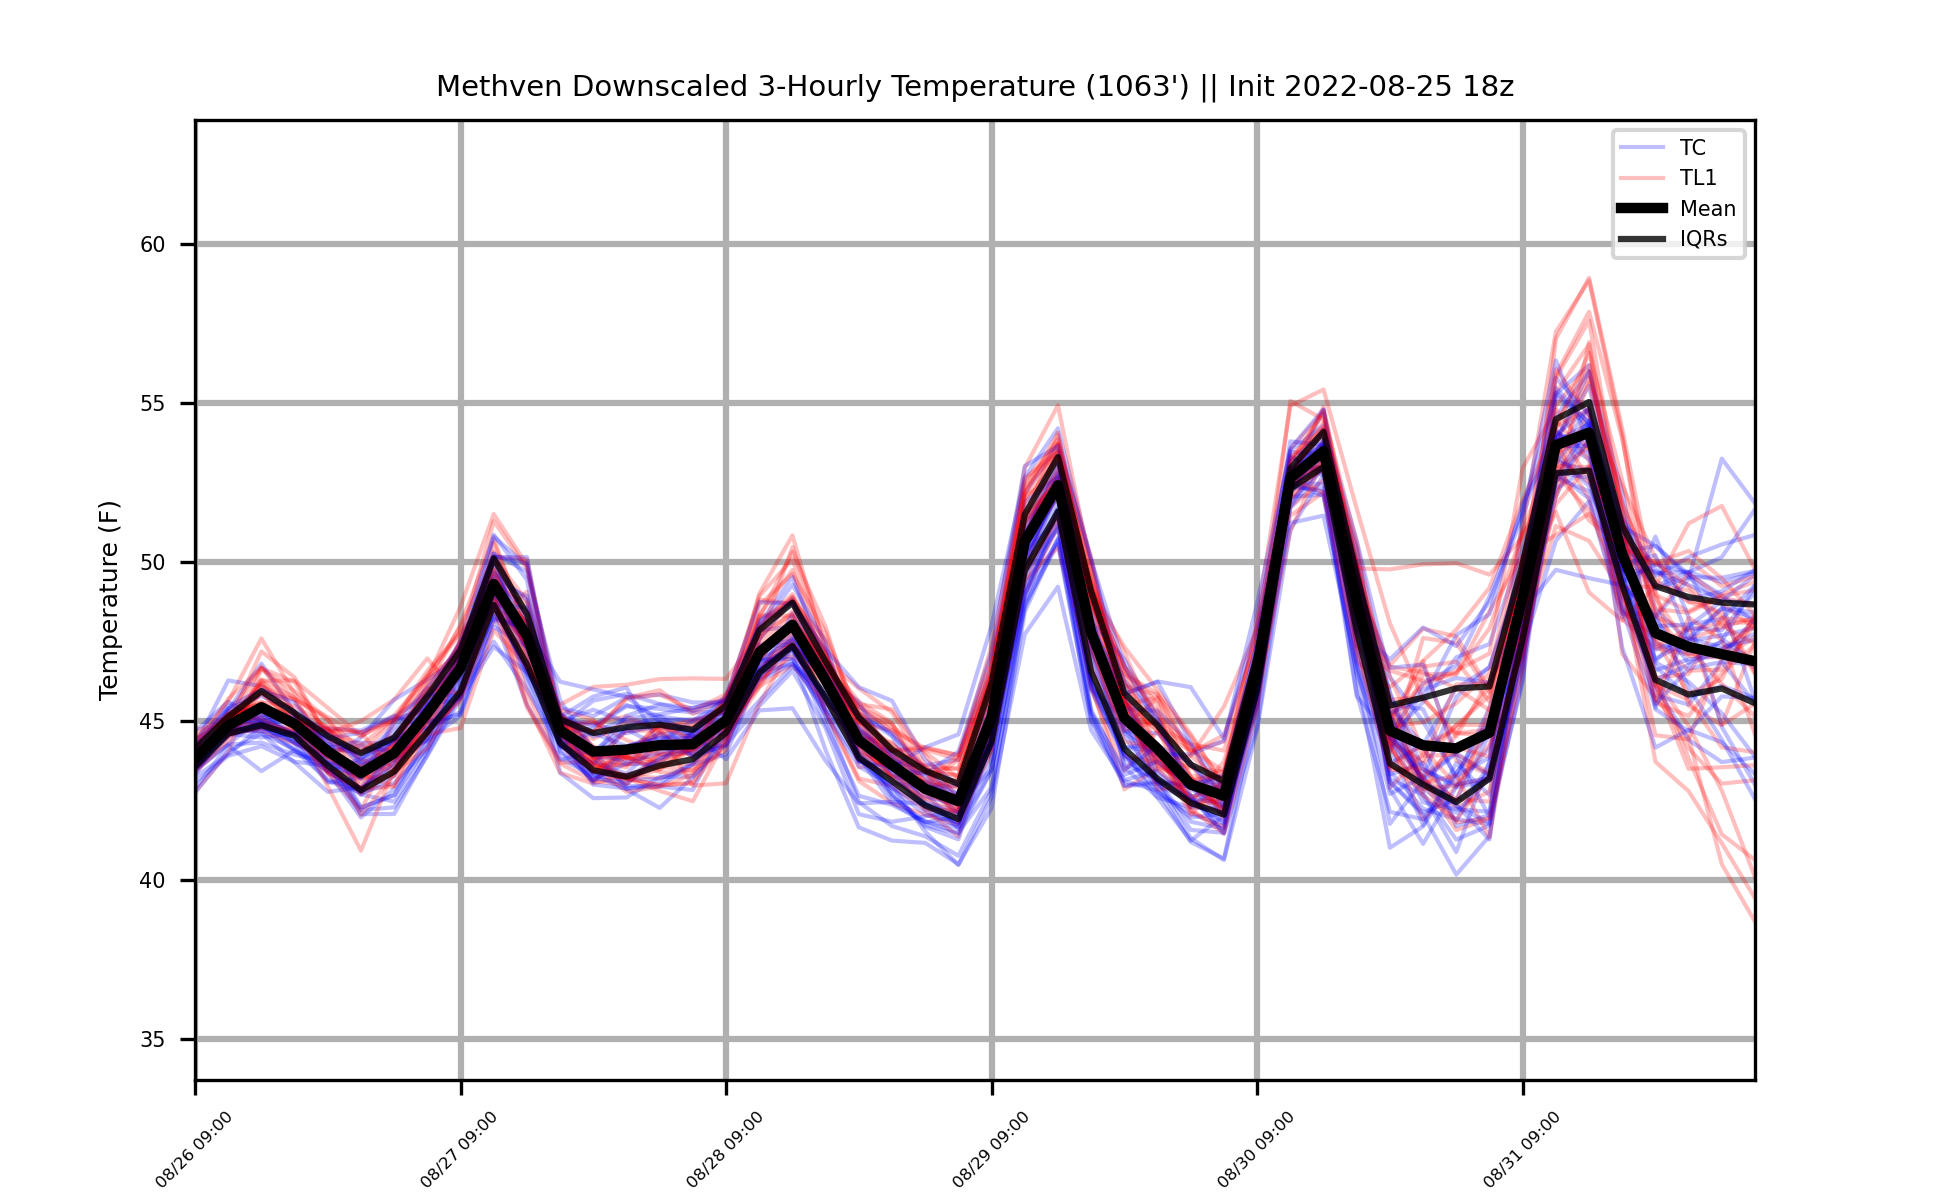 Methven Downscaled 3-Hourly Temperature (1063') || Init 2022-08-25 18z
TC
TL1
Mean
IQRs
Temperature (F)
60
55
50
45
40
35
08/26 09:00
08/27 09:00
08/28 09:00
08/29 09:00
08/30 09:00
08/31 09:00